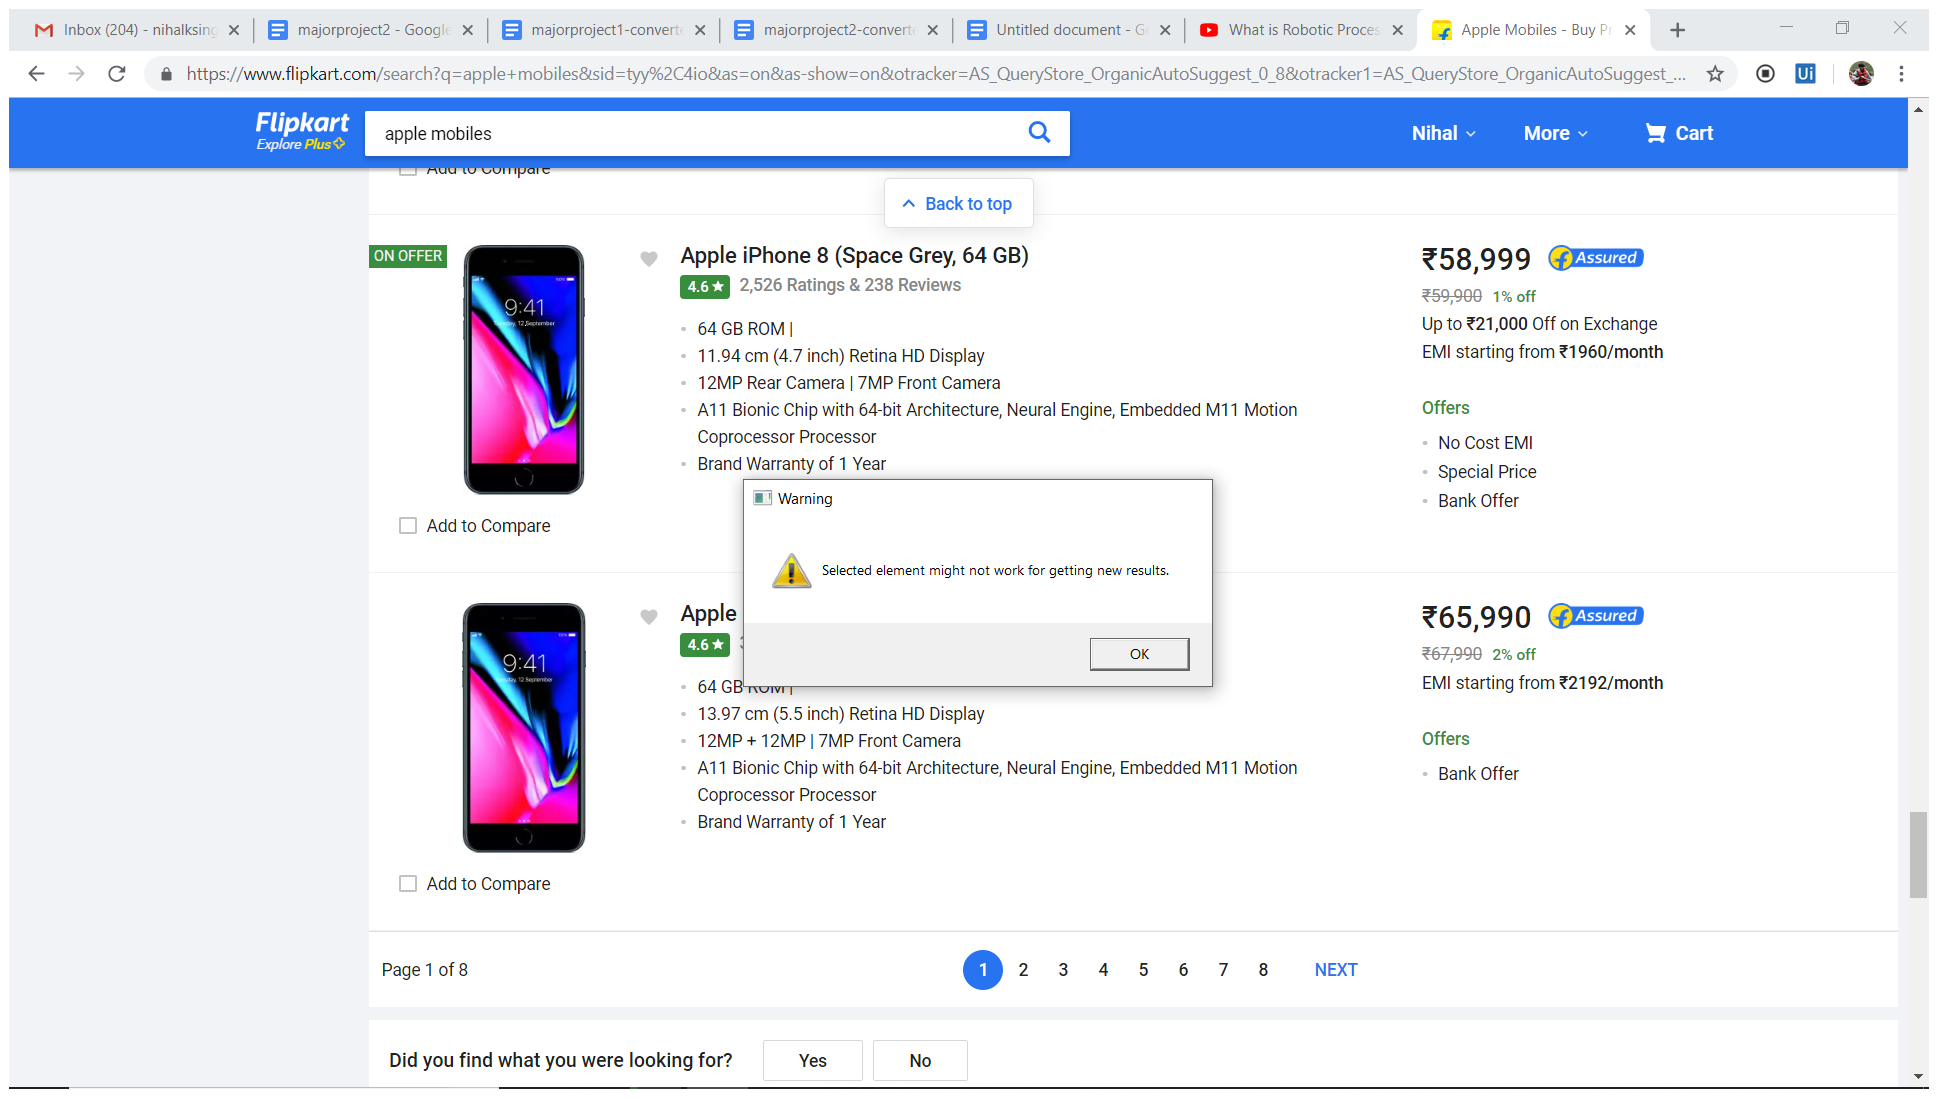 Inbox (204) - nihalksing
majorproject2 - Google
majorproject1-converte
majorproject2-converte
Untitled document - G
What is Robotic Proces
Apple Mobiles - Buy Pr
https://www.flipkart.com/search?q=apple+mobiles&sid=tyy%2C4io&as=on&as-show=on&otracker=AS_QueryStore_OrganicAutoSuggest_0_8&otracker1=AS_QueryStore_OrganicAutoSuggest_...
Ui
Flipkart
Explore Plus
apple mobiles
Nihal
More
Cart
Add to Compare
Back to top
ON OFFER
9:41
Tuesday, 12 September
Apple iPhone 8 (Space Grey, 64 GB)
4.6★ 2,526 Ratings & 238 Reviews
64 GB ROM |
11.94 cm (4.7 inch) Retina HD Display
12MP Rear Camera | 7MP Front Camera
A11 Bionic Chip with 64-bit Architecture, Neural Engine, Embedded M11 Motion
Coprocessor Processor
Brand Warranty of 1 Year
₹58,999
Assured
₹59,900 1% off
Up to ₹21,000 Off on Exchange
EMI starting from ₹1960/month
Offers
No Cost EMI
Special Price
Bank Offer
Add to Compare
Warning
Selected element might not work for getting new results.
OK
9:41
Tuesday, 12 September
Apple
4.6★
64 GB ROM |
13.97 cm (5.5 inch) Retina HD Display
12MP + 12MP | 7MP Front Camera
A11 Bionic Chip with 64-bit Architecture, Neural Engine, Embedded M11 Motion
Coprocessor Processor
Brand Warranty of 1 Year
₹65,990
Assured
₹67,990 2% off
EMI starting from ₹2192/month
Offers
Bank Offer
Add to Compare
Page 1 of 8
1 2 3 4 5 6 7 8 NEXT
Did you find what you were looking for?
Yes
No